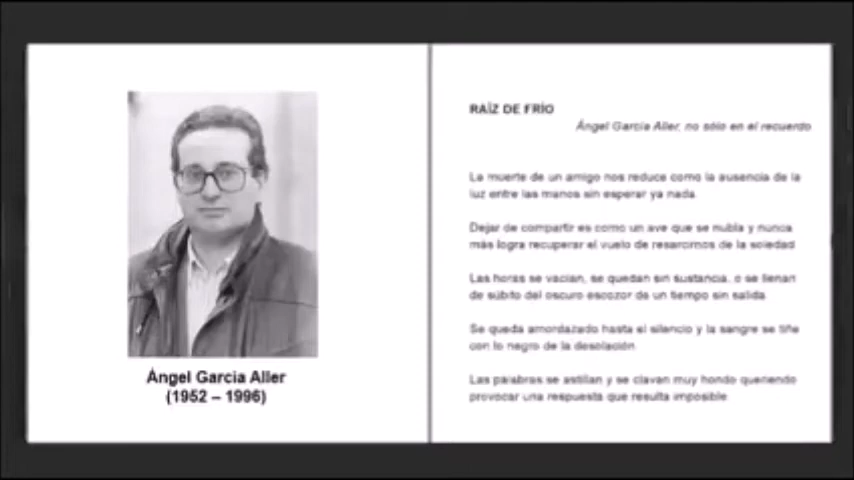 Ángel García Aller
(1952 – 1996)
RAÍZ DE FRÍO
Ángel García Aller, no sólo en el recuerdo
La muerte de un amigo nos reduce como la ausencia de la
luz entre las manos sin esperar ya nada.
Dejar de compartir es como un ave que se nubla y nunca
más logra recuperar el vuelo de resarcirnos de la soledad.
Las horas se vacían, se quedan sin sustancia, o se llenan
de súbito del oscuro escozor de un tiempo sin salida.
Se queda amordazado hasta el silencio y la sangre se tiñe
con lo negro de la desolación.
Las palabras se astillan y se clavan muy hondo queriendo
provocar una respuesta que resulta imposible.